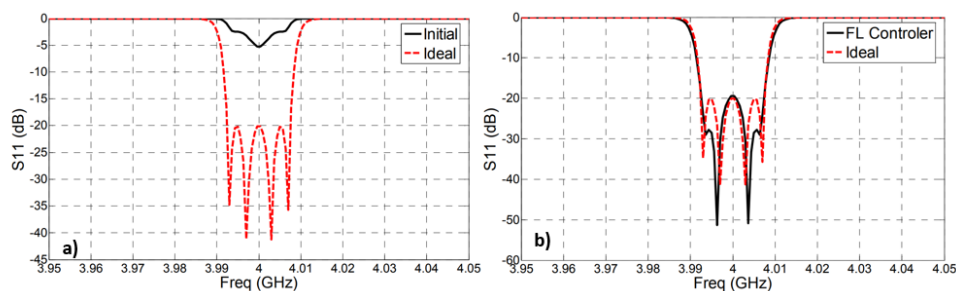 0
-5
-10
-15
-20
-25
-30
-35
-40
-45
S11 (dB)
3.95 3.96 3.97 3.98 3.99 4 4.01 4.02 4.03 4.04 4.05
Freq (GHz)
Initial
Ideal
a)
0
-10
-20
-30
-40
-50
-60
S11 (dB)
3.95 3.96 3.97 3.98 3.99 4 4.01 4.02 4.03 4.04 4.05
Freq (GHz)
FL Controler
Ideal
b)